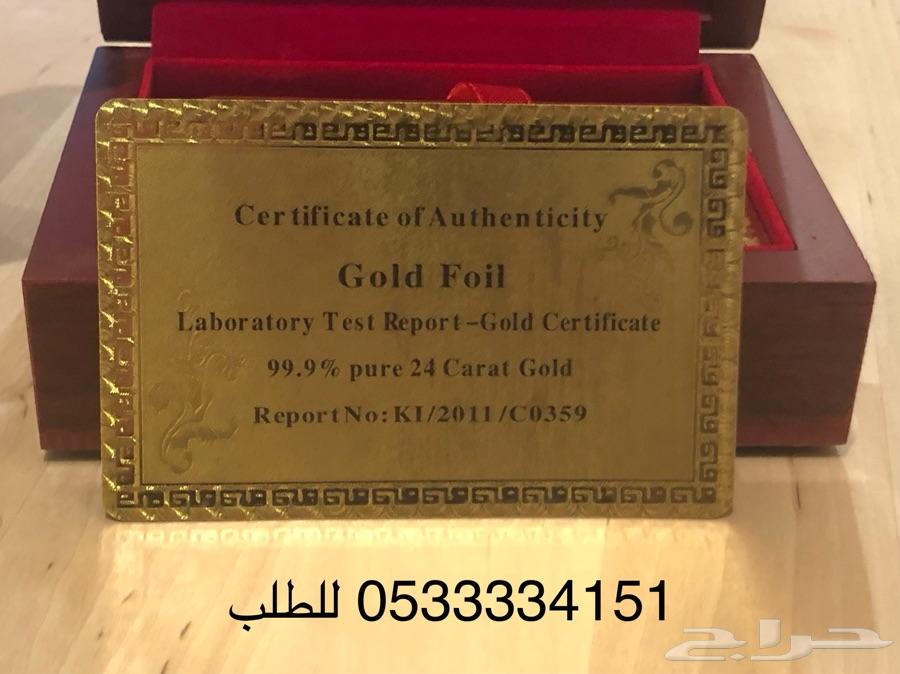 Certificate of Authenticity
Gold Foil
Laboratory Test Report-Gold Certificate
99.9% pure 24 Carat Gold
Report No: KI/2011/C0359
0533334151 للطلب
حراج